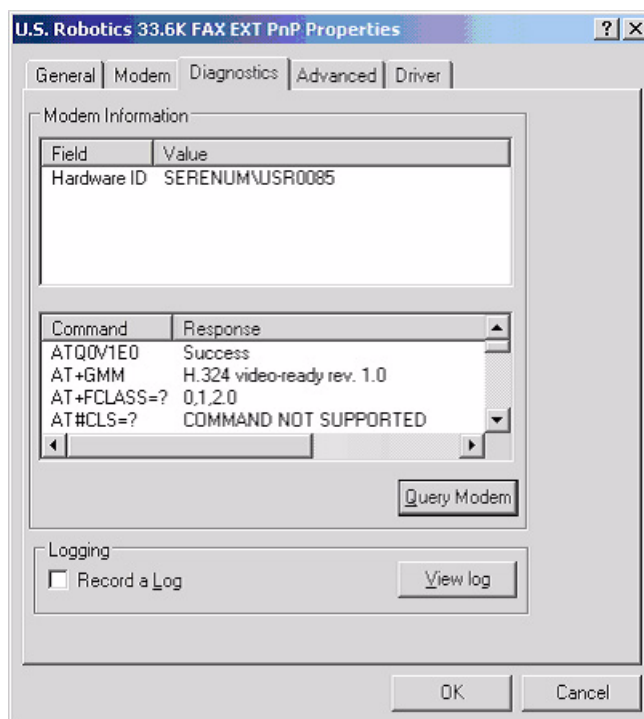 U.S. Robotics 33.6K FAX EXT PnP Properties ? X
General Modem Diagnostics Advanced Driver
Modem Information
Field Value
Hardware ID SERENUM\USR0085
Command Response
ATQ0V1E0 Success
AT+GMM H.324 video-ready rev. 1.0
AT+FCLASS=? 0,1,2.0
AT#CLS=? COMMAND NOT SUPPORTED
Query Modem
Logging
Record a Log View log
OK Cancel